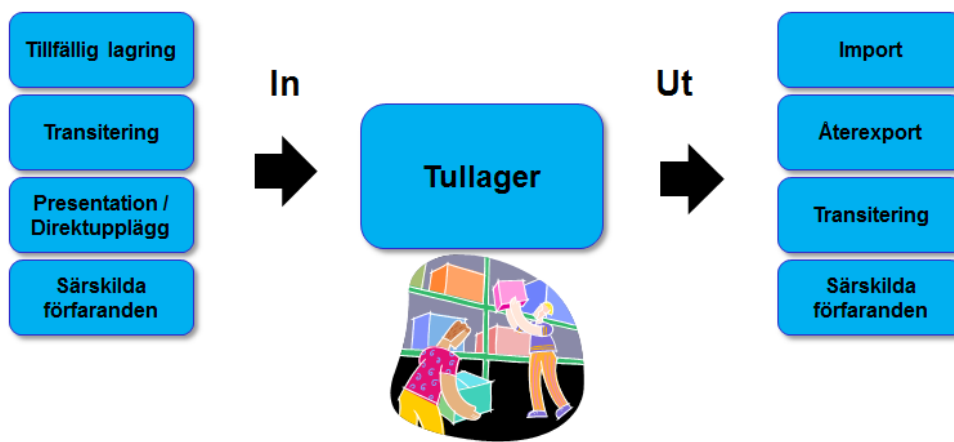 Tillfällig lagring
Transitering
Presentation /
Direktupplägg
Särskilda
förfaranden
In
Tullager
Ut
Import
Återexport
Transitering
Särskilda
förfaranden